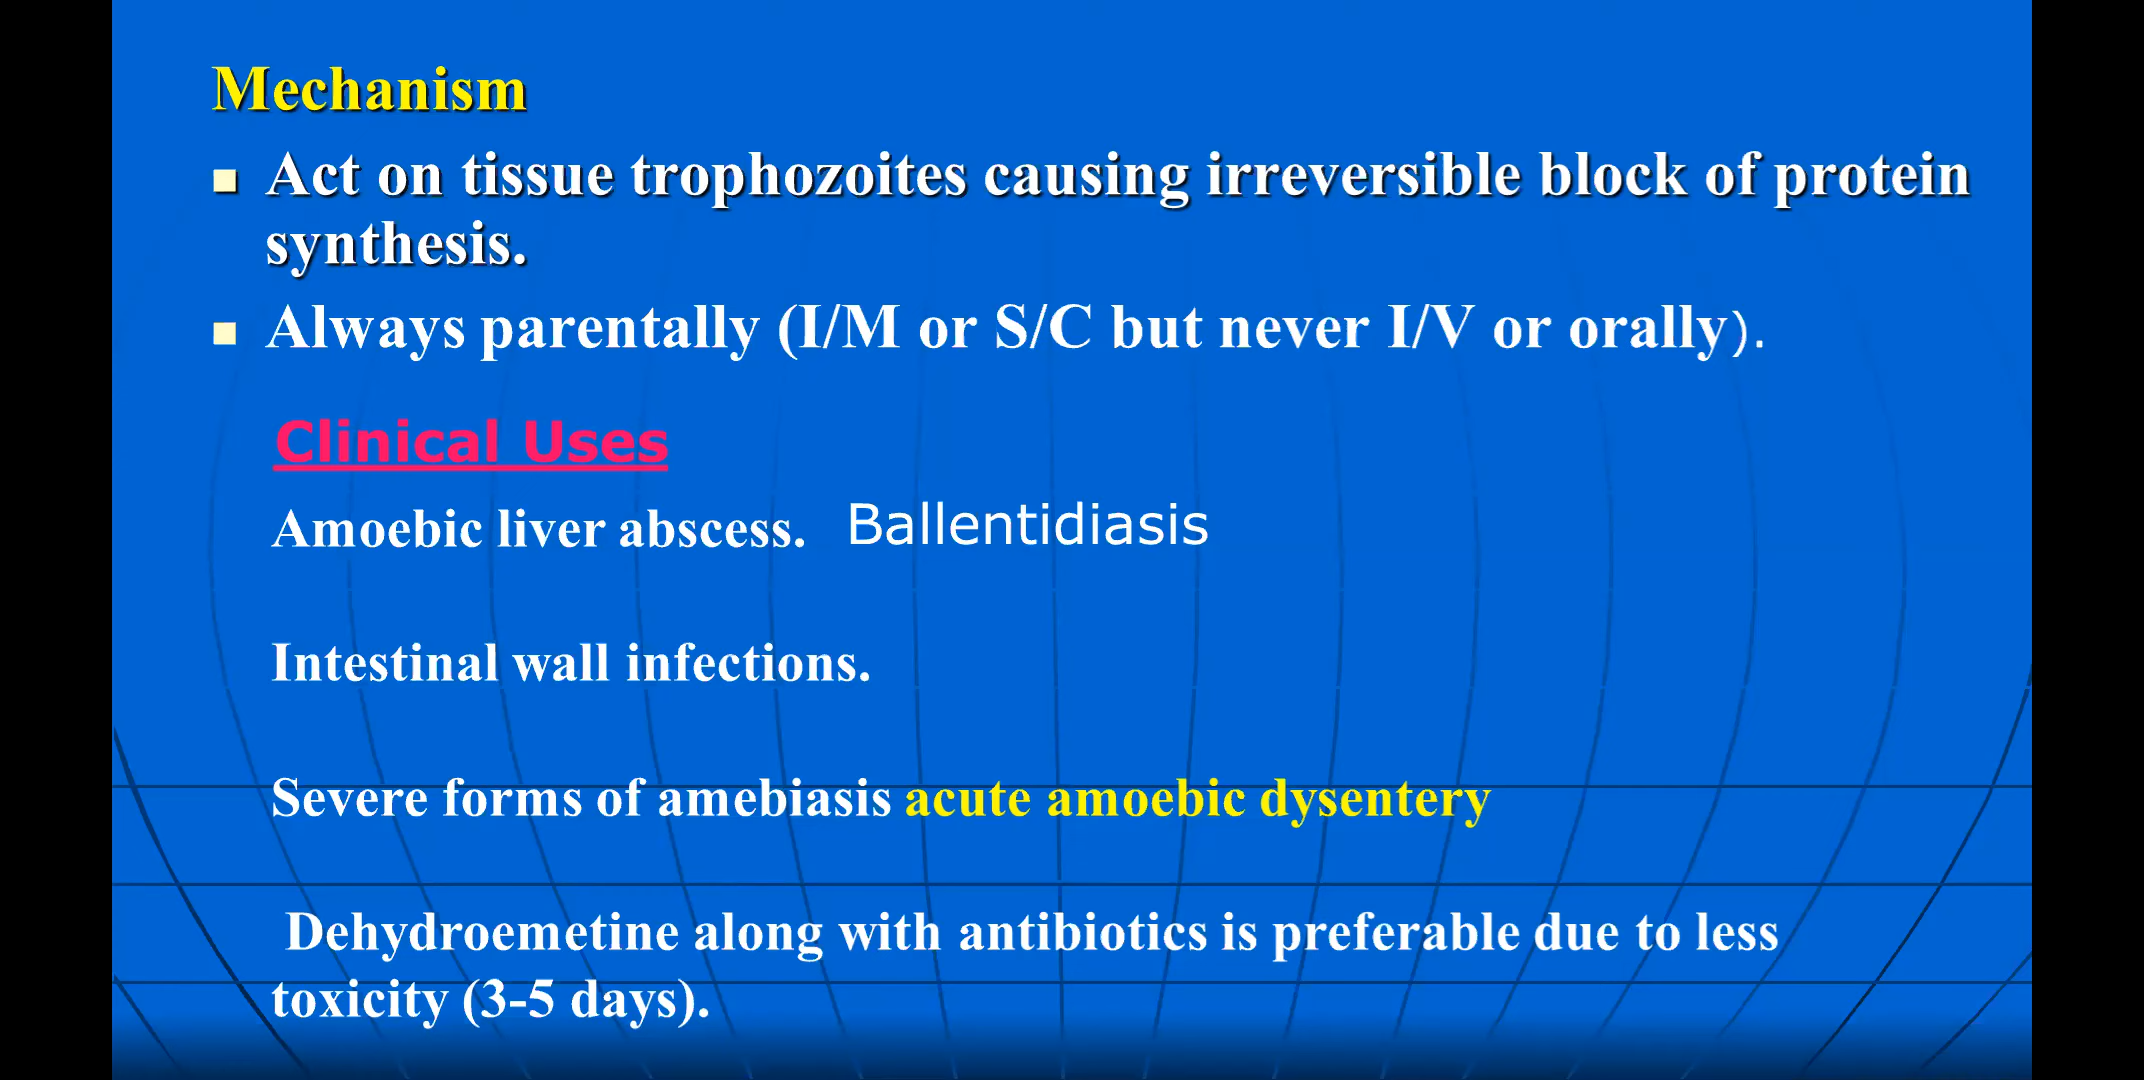 Mechanism
Act on tissue trophozoites causing irreversible block of protein
synthesis.
Always parentally (I/M or S/C but never I/V or orally).
Clinical Uses
Amoebic liver abscess. Ballentidiasis
Intestinal wall infections.
Severe forms of amebiasis acute amoebic dysentery
Dehydroemetine along with antibiotics is preferable due to less
toxicity (3-5 days).